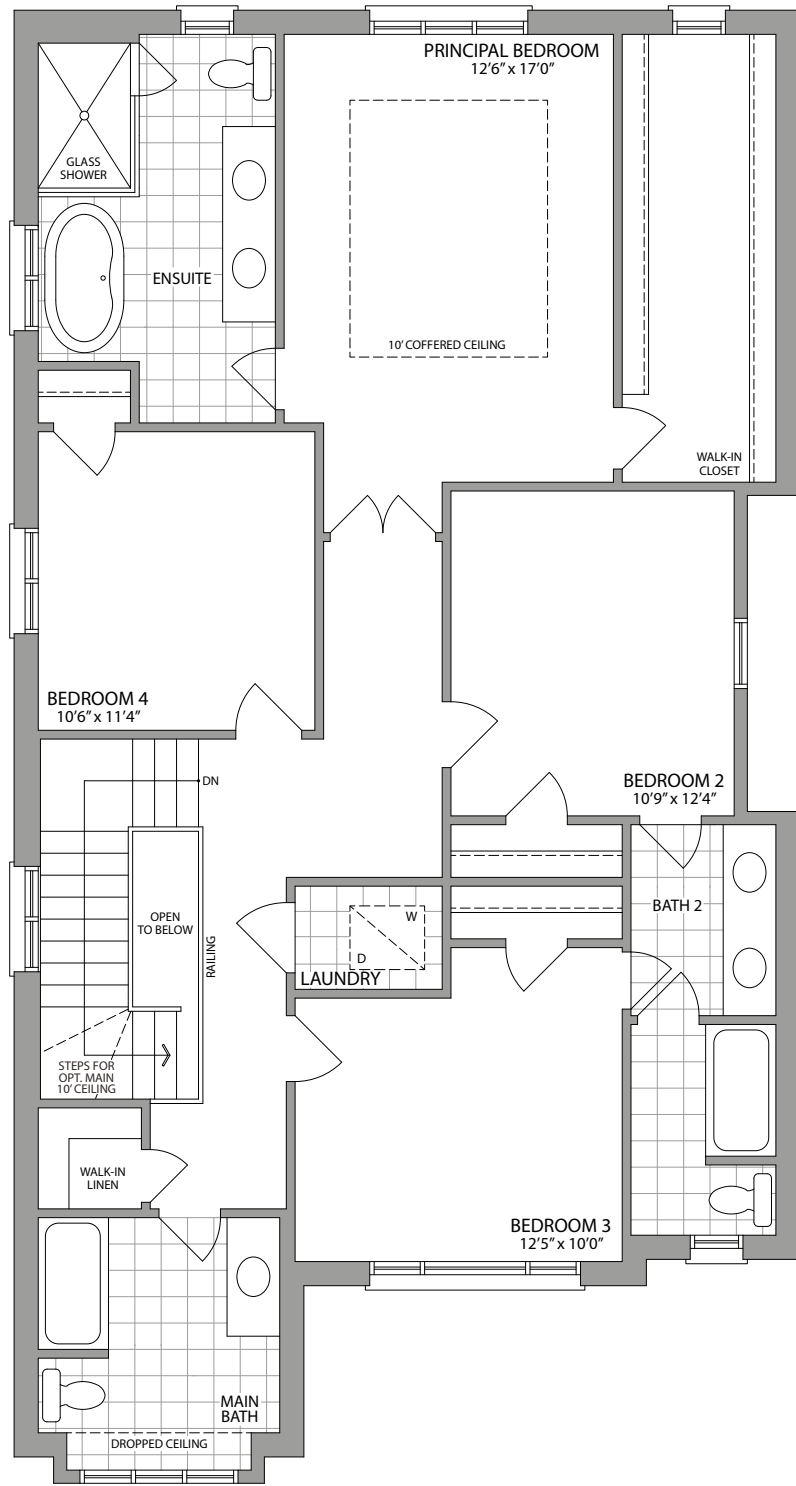 PRINCIPAL BEDROOM
12'6" x 17'0"
GLASS
SHOWER
ENSUITE
10' COFFERED CEILING
WALK-IN
CLOSET
BEDROOM 4
10'6" x 11'4"
DN
BEDROOM 2
10'9" x 12'4"
OPEN
TO BELOW
RAILING
W
D
LAUNDRY
BATH 2
STEPS FOR
OPT. MAIN
10' CEILING
WALK-IN
LINEN
BEDROOM 3
12'5" x 10'0"
MAIN
BATH
DROPPED CEILING